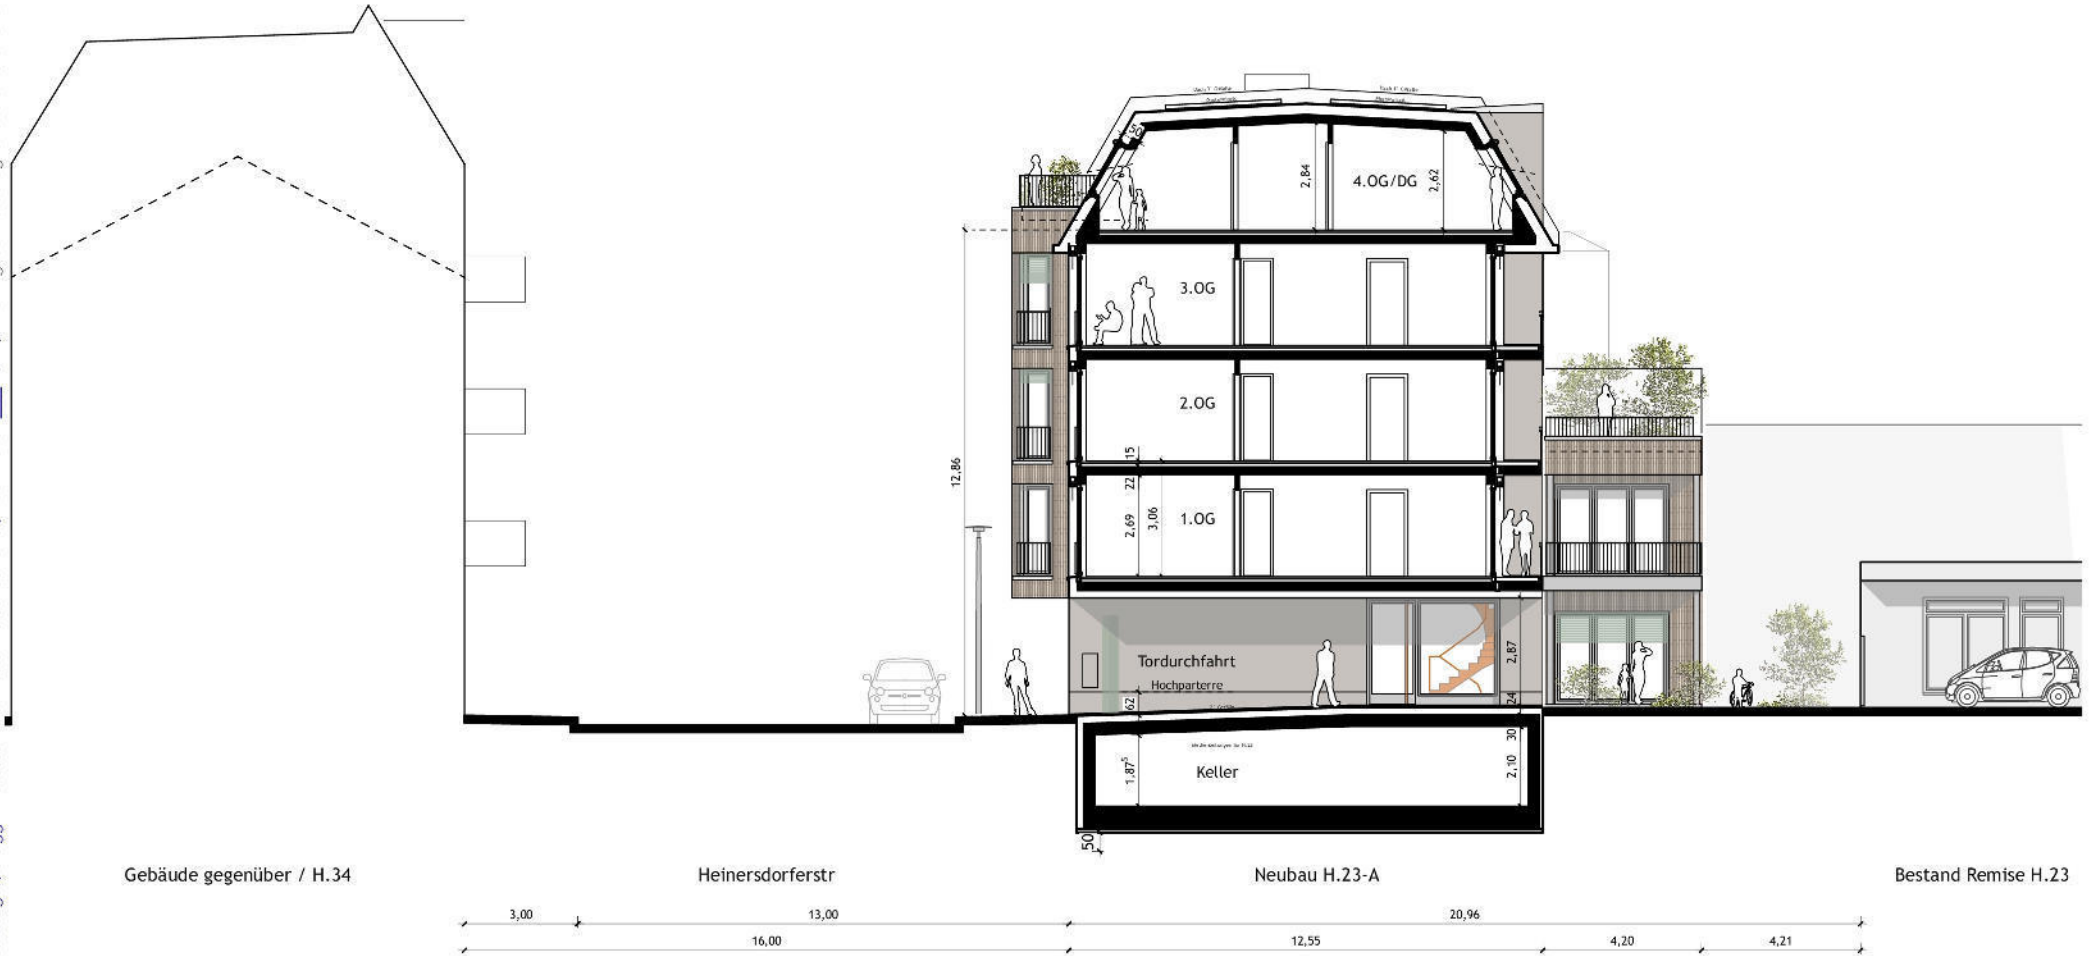 50
2,84
4.OG/DG
2,62
3.OG
2.OG
12,86
15
22
2,69
3,06
1.OG
Tordurchfahrt
2,87
Hochparterre
62
24
30
1.87⁵
Keller
2,10
50
Gebäude gegenüber / H.34
Heinersdorferstr
Neubau H.23-A
Bestand Remise H.23
3,00
13,00
20,96
16,00
12,55
4,20
4,21